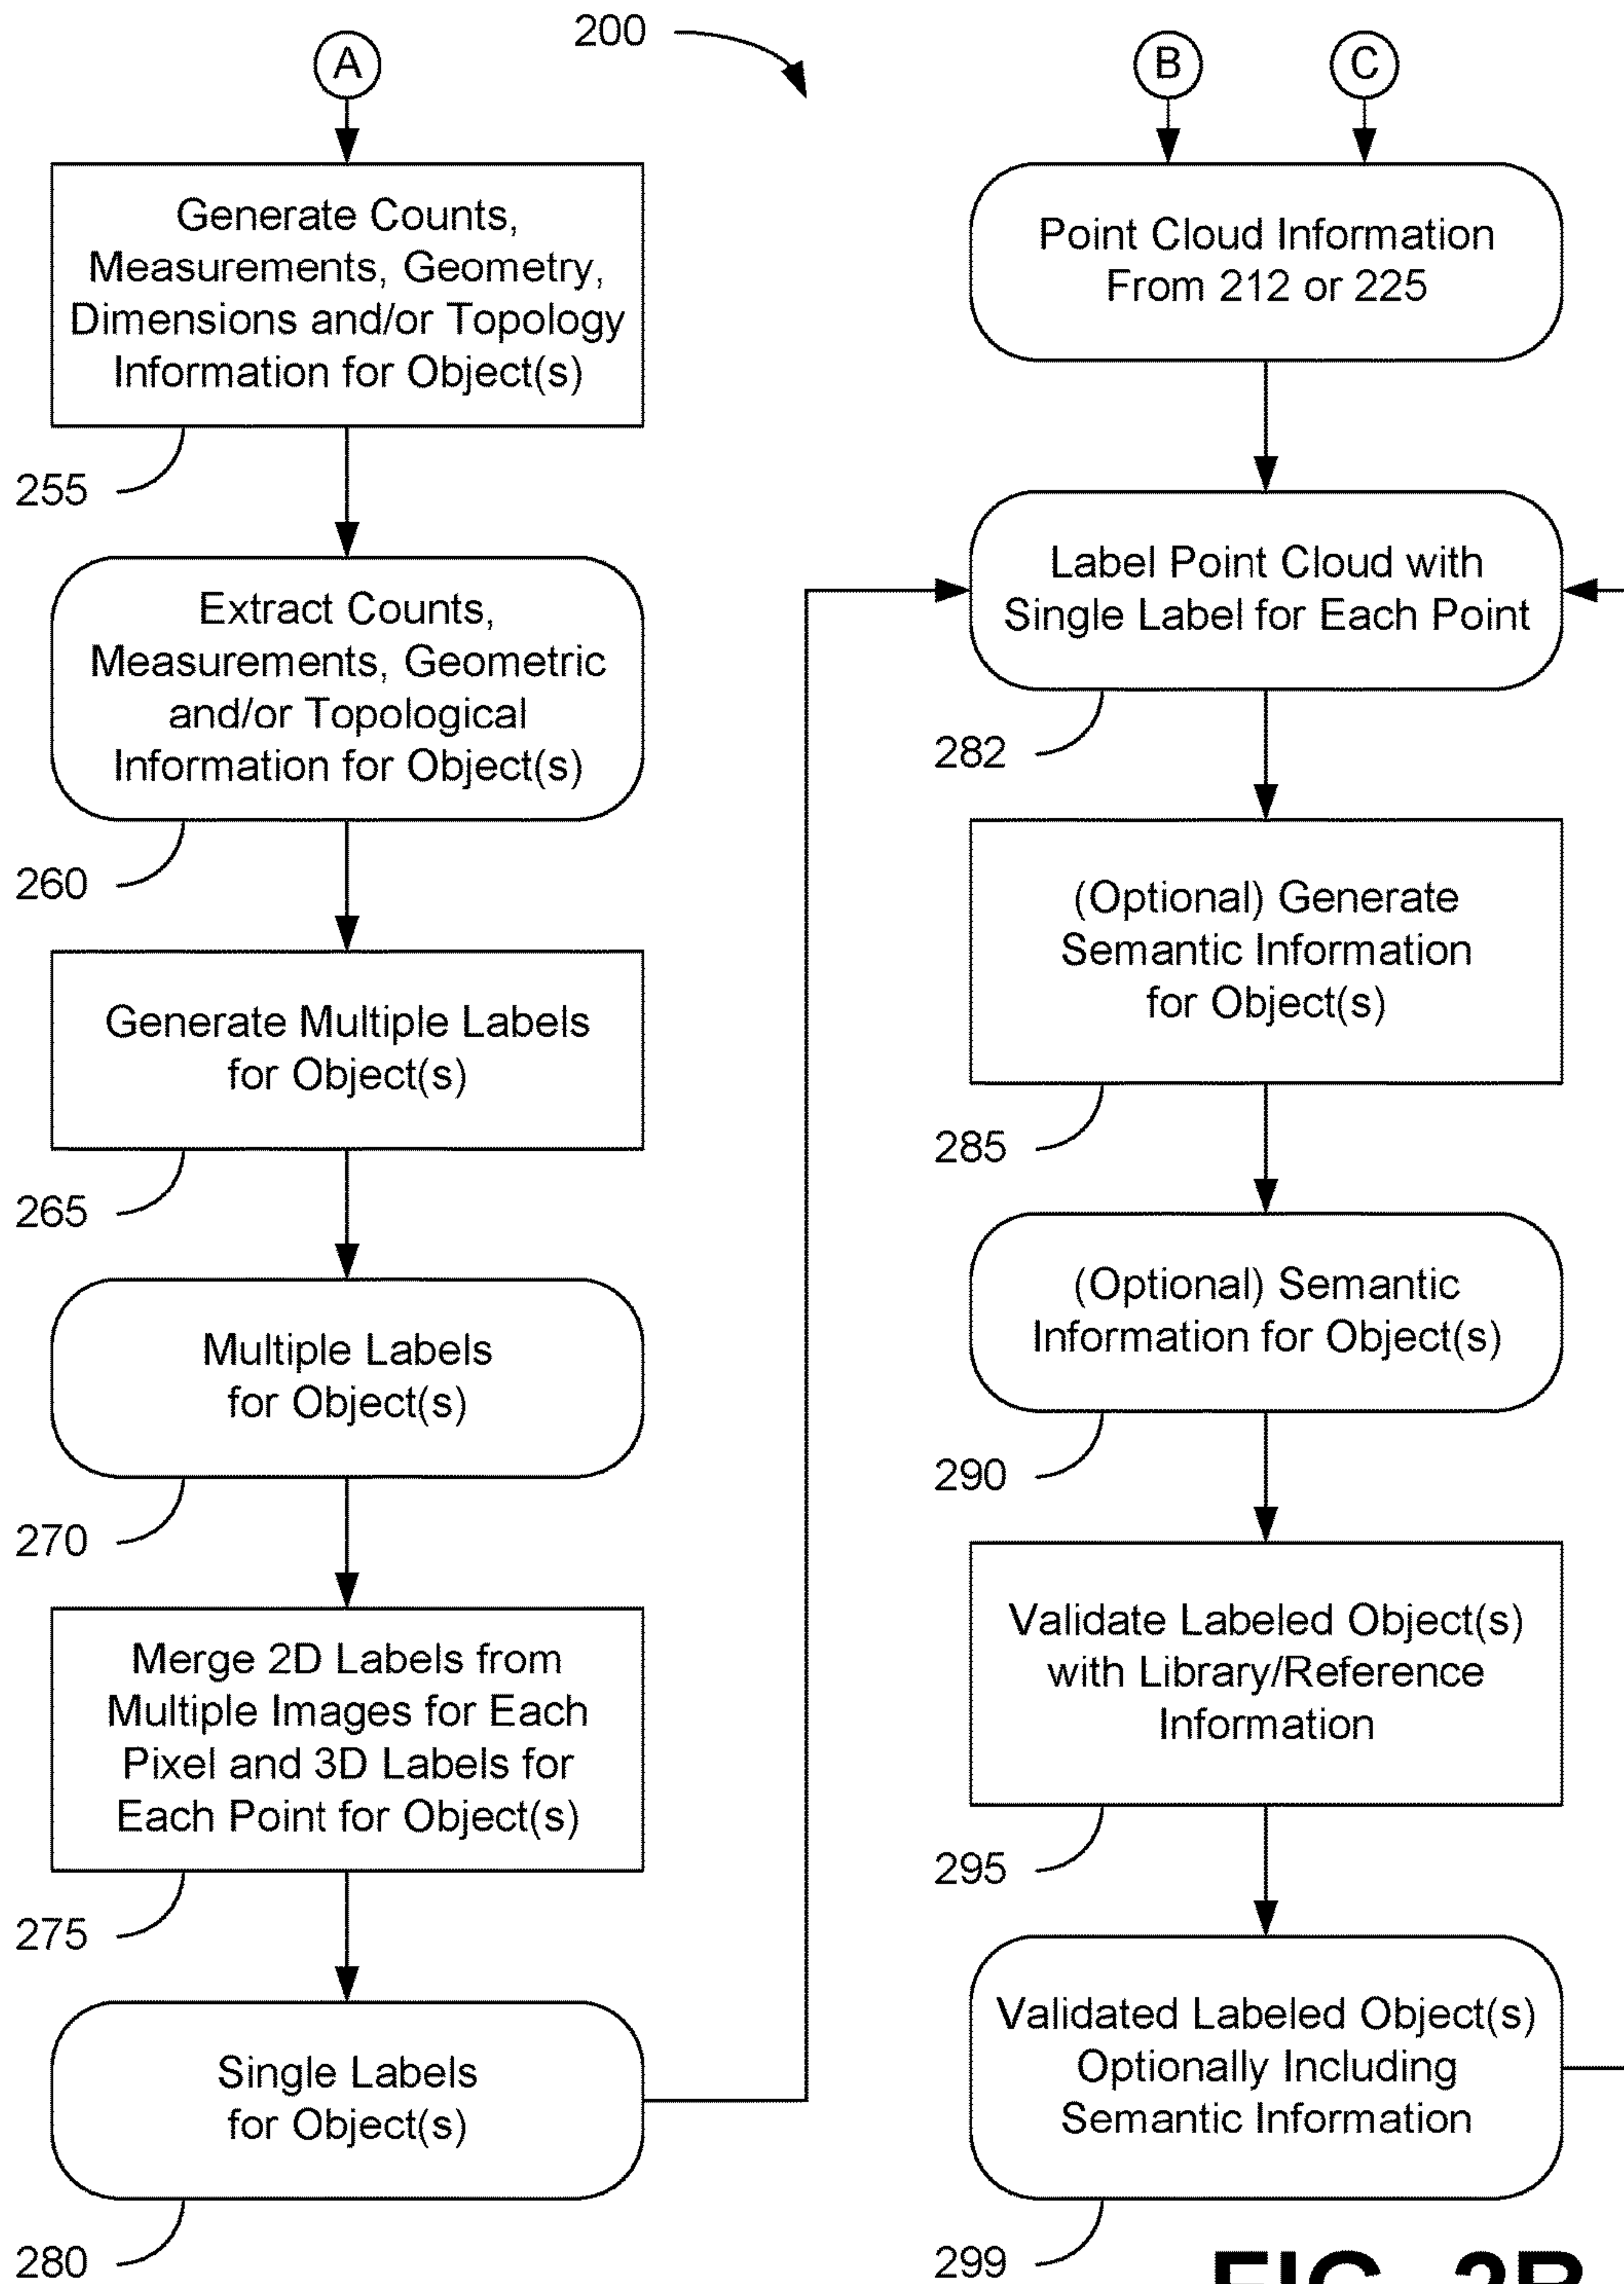 200
A
Generate Counts,
Measurements, Geometry,
Dimensions and/or Topology
Information for Object(s)
255
Extract Counts,
Measurements, Geometric
and/or Topological
Information for Object(s)
260
Generate Multiple Labels
for Object(s)
265
Multiple Labels
for Object(s)
270
Merge 2D Labels from
Multiple Images for Each
Pixel and 3D Labels for
Each Point for Object(s)
275
Single Labels
for Object(s)
280
B C
Point Cloud Information
From 212 or 225
Label Point Cloud with
Single Label for Each Point
282
(Optional) Generate
Semantic Information
for Object(s)
285
(Optional) Semantic
Information for Object(s)
290
Validate Labeled Object(s)
with Library/Reference
Information
295
Validated Labeled Object(s)
Optionally Including
Semantic Information
299
FIG. 2B